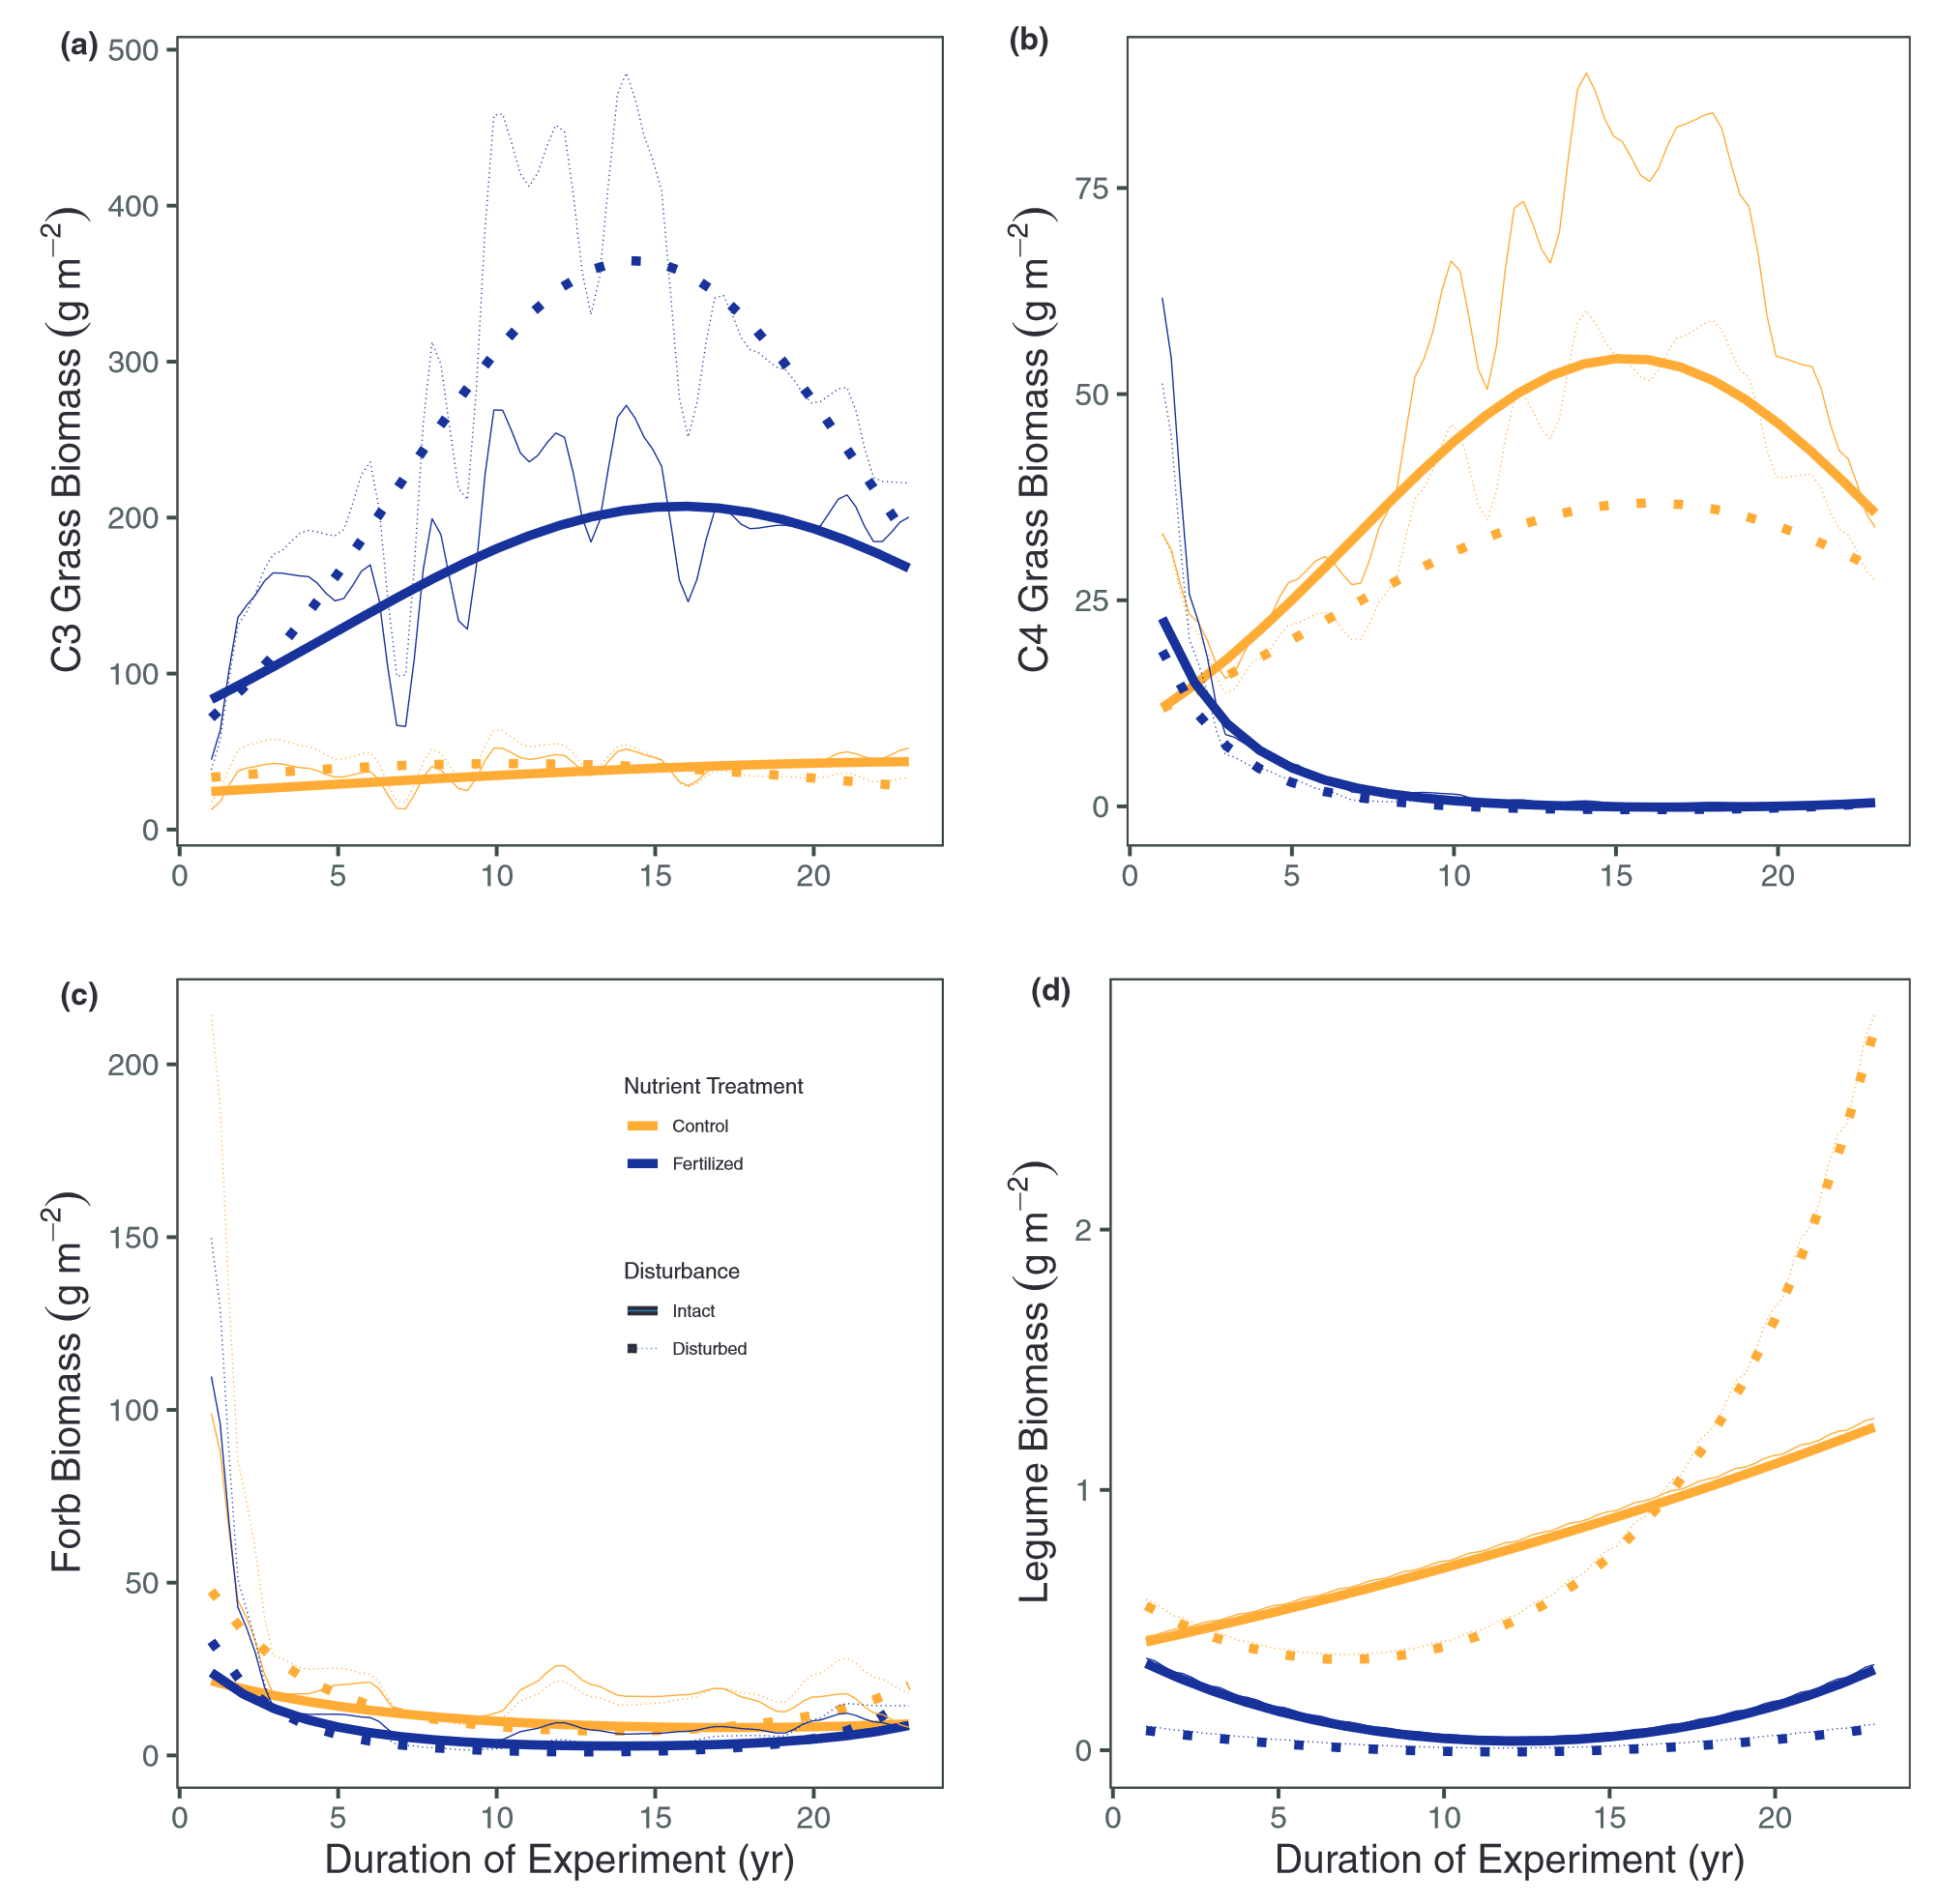 (a)
500
400
300
200
100
0
C3 Grass Biomass (g m−2)
0 5 10 15 20
(b)
75
50
25
0
C4 Grass Biomass (g m−2)
0 5 10 15 20
(c)
200
150
100
50
0
Forb Biomass (g m−2)
Nutrient Treatment
Control
Fertilized
Disturbance
Intact
Disturbed
0 5 10 15 20
Duration of Experiment (yr)
(d)
2
1
0
Legume Biomass (g m−2)
0 5 10 15 20
Duration of Experiment (yr)